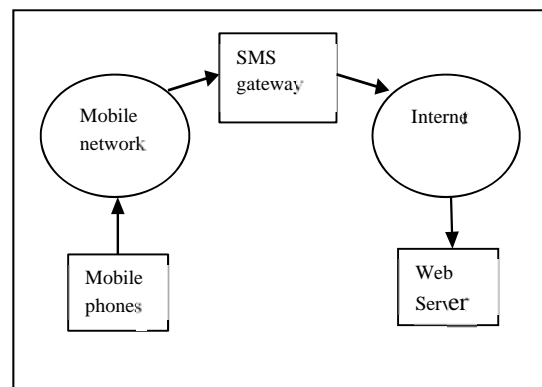 SMS
gateway
Mobile
network
Internet
Mobile
phones
Web
Server